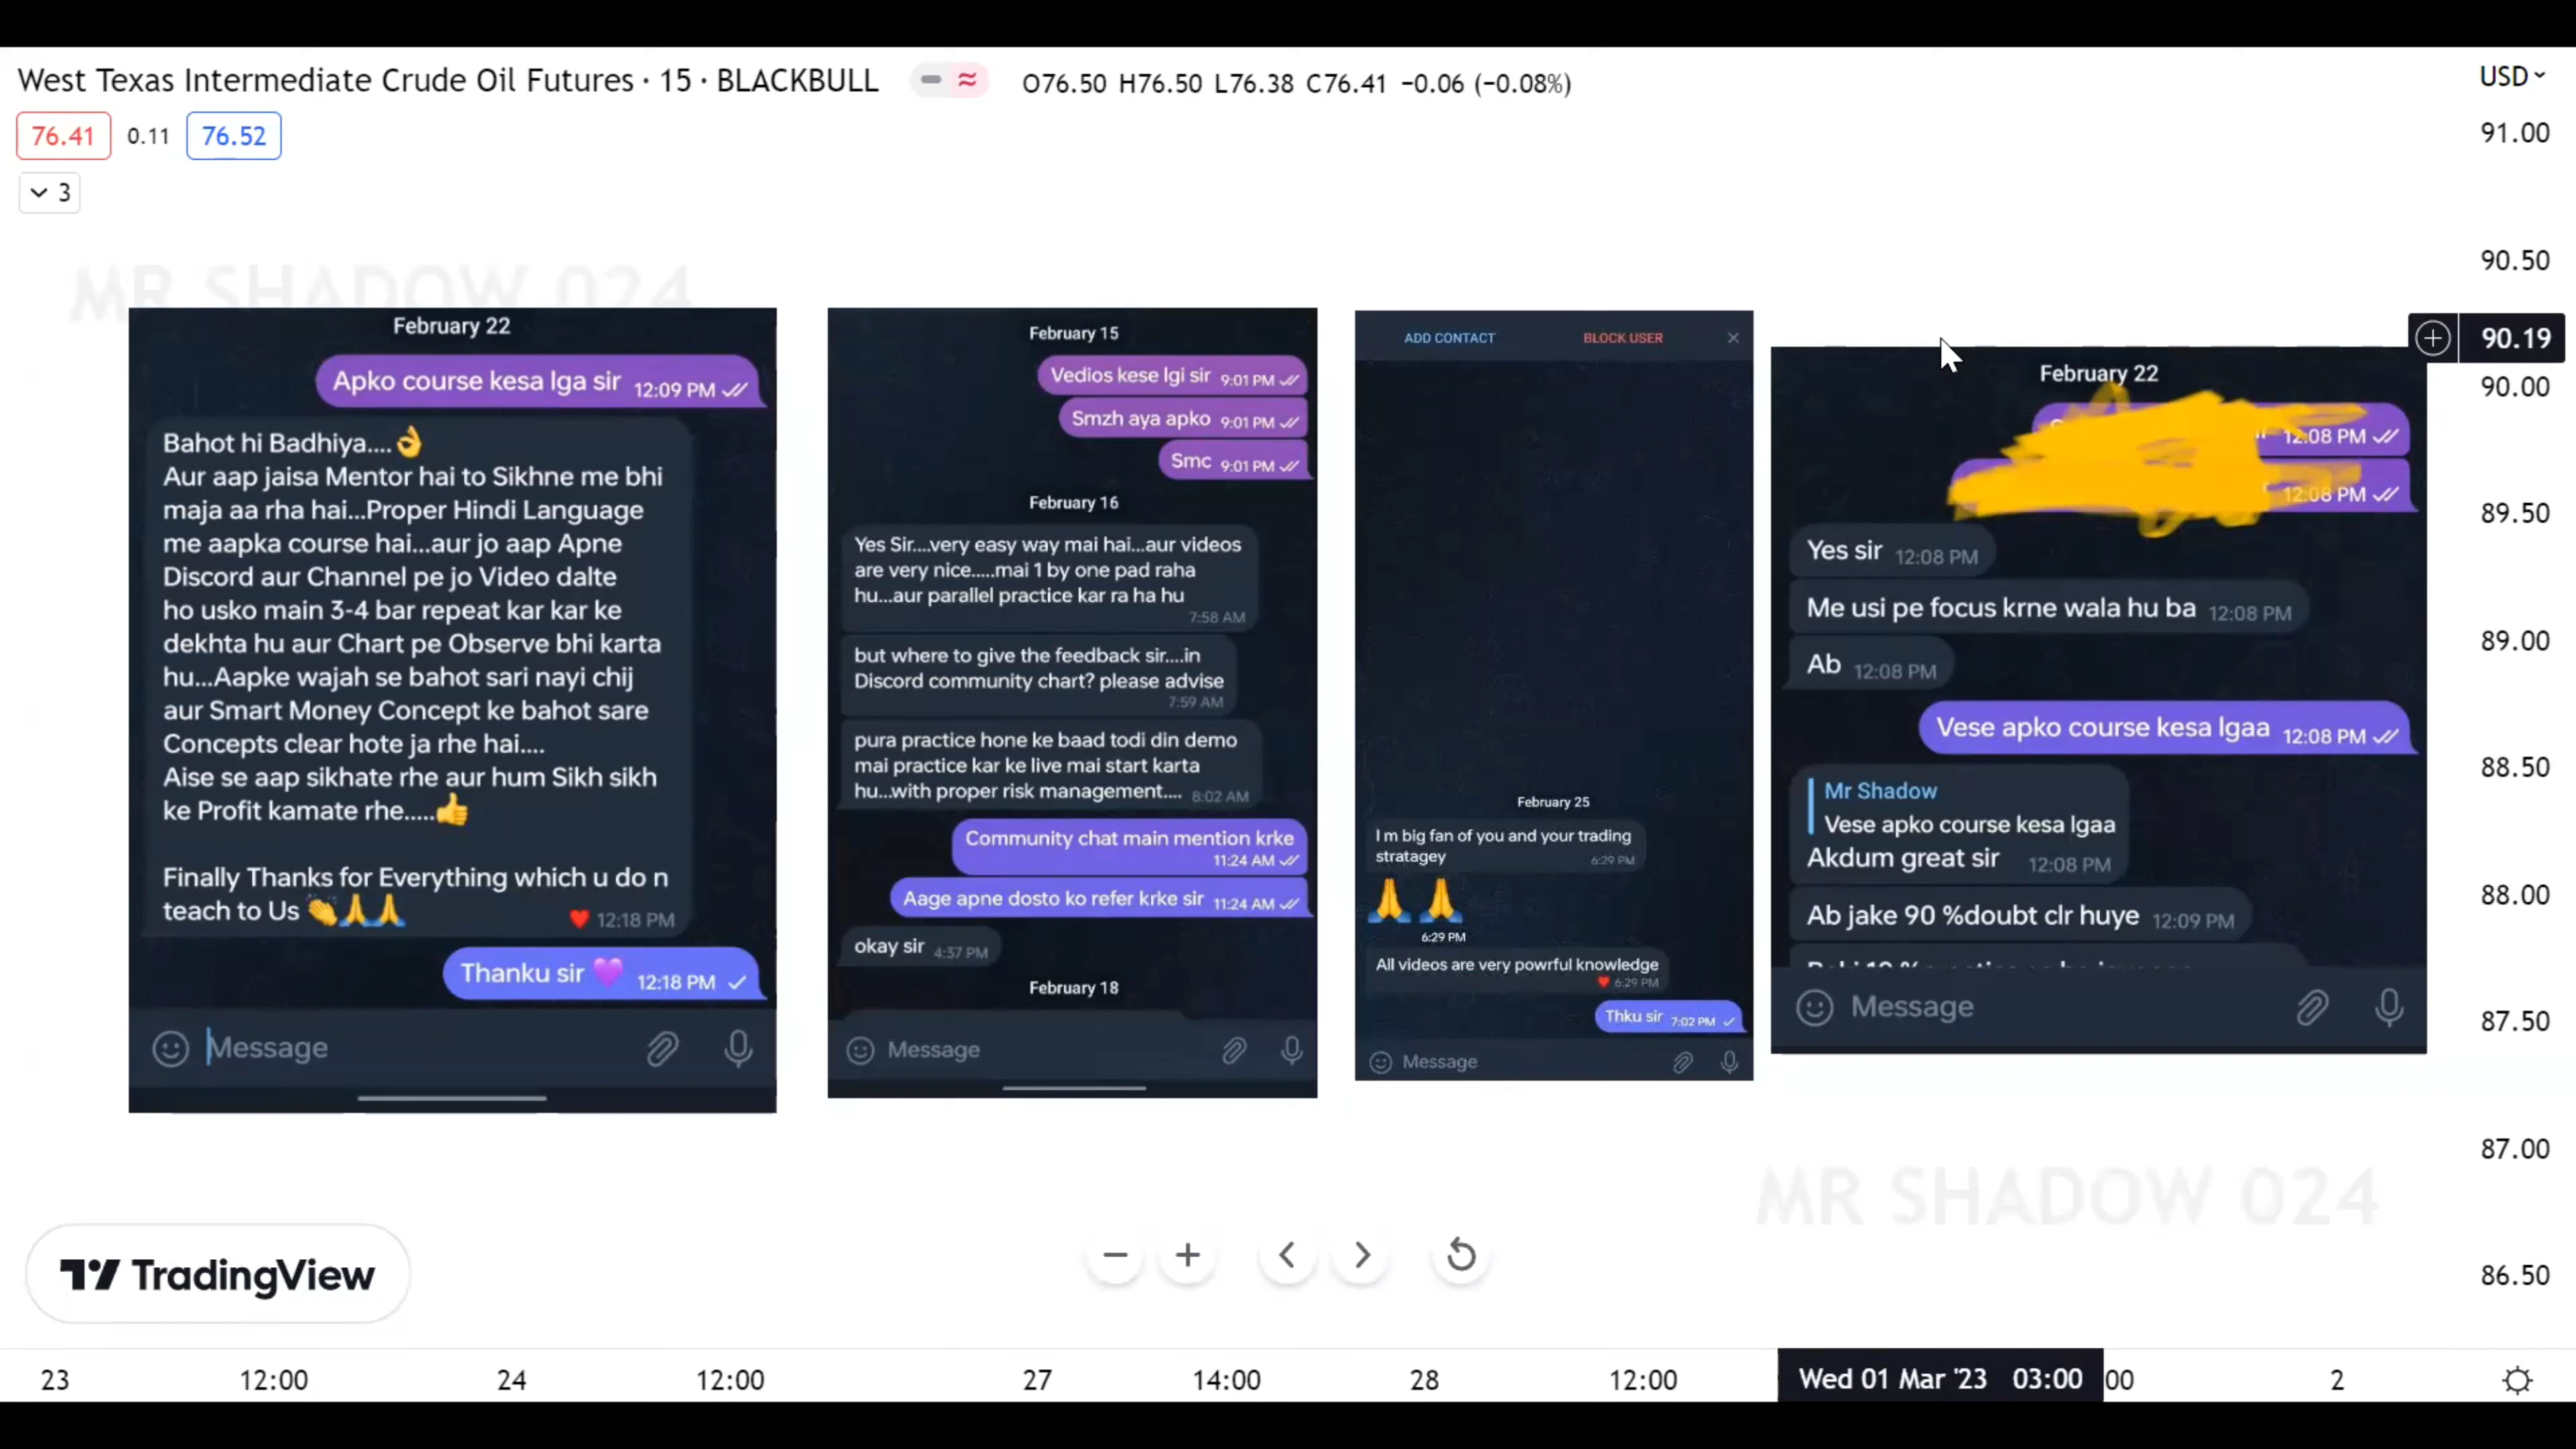 West Texas Intermediate Crude Oil Futures · 15 · BLACKBULL
O76.50 H76.50 L76.38 C76.41 −0.06 (−0.08%)
USD
76.41 0.11 76.52
3
MR SHADOW 024
February 22
Apko course kesa lga sir 12:09 PM
Bahot hi Badhiya....👌
Aur aap jaisa Mentor hai to Sikhne me bhi
maja aa rha hai...Proper Hindi Language
me aapka course hai...aur jo aap Apne
Discord aur Channel pe jo Video dalte
ho usko main 3-4 bar repeat kar kar ke
dekhta hu aur Chart pe Observe bhi karta
hu...Aapke wajah se bahot sari nayi chij
aur Smart Money Concept ke bahot sare
Concepts clear hote ja rhe hai....
Aise se aap sikhate rhe aur hum Sikh sikh
ke Profit kamate rhe.....👍
Finally Thanks for Everything which u do n
teach to Us 👏🙏🙏
❤️ 12:18 PM
Thanku sir 💜 12:18 PM
Message
February 15
Vedios kese lgi sir 9:01 PM
Smzh aya apko 9:01 PM
Smc 9:01 PM
February 16
Yes Sir....very easy way mai hai...aur videos
are very nice.....mai 1 by one pad raha
hu...aur parallel practice kar ra ha hu
7:58 AM
but where to give the feedback sir....in
Discord community chart? please advise
7:59 AM
pura practice hone ke baad todi din demo
mai practice kar ke live mai start karta
hu...with proper risk management.... 8:02 AM
Community chat main mention krke
11:24 AM
Aage apne dosto ko refer krke sir 11:24 AM
okay sir 4:37 PM
February 18
Message
ADD CONTACT
BLOCK USER
February 25
I m big fan of you and your trading
stratagey 6:29 PM
🙏 🙏
6:29 PM
All videos are very powrful knowledge
❤️ 6:29 PM
Thku sir 7:02 PM
Message
February 22
12:08 PM
12:08 PM
Yes sir 12:08 PM
Me usi pe focus krne wala hu ba 12:08 PM
Ab 12:08 PM
Vese apko course kesa lgaa 12:08 PM
Mr Shadow
Vese apko course kesa lgaa
Akdum great sir 12:08 PM
Ab jake 90 %doubt clr huye 12:09 PM
Message
91.00
90.50
90.19
90.00
89.50
89.00
88.50
88.00
87.50
87.00
86.50
MR SHADOW 024
TradingView
23 12:00 24 12:00 27 14:00 28 12:00 Wed 01 Mar '23 03:00 00 2